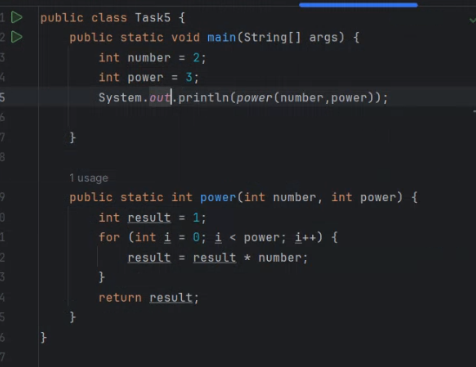 1 public class Task5 {
2 public static void main(String[] args) {
3 int number = 2;
4 int power = 3;
5 System.out.println(power(number,power));
6
7 }
8
1 usage
9 public static int power(int number, int power) {
0 int result = 1;
1 for (int i = 0; i < power; i++) {
2 result = result * number;
3 }
4 return result;
5 }
6 }
7